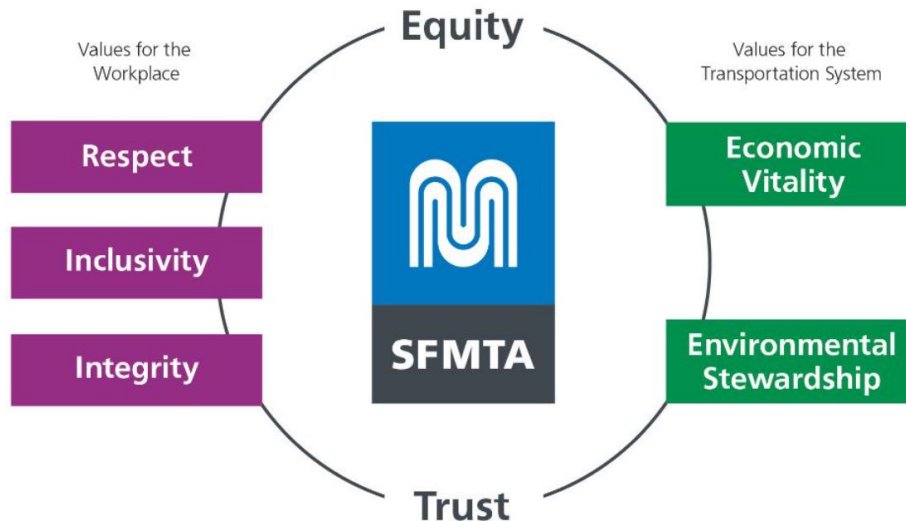 Equity
Values for the
Workplace
Respect
Inclusivity
Integrity
SFMTA
Values for the
Transportation System
Economic
Vitality
Environmental
Stewardship
Trust